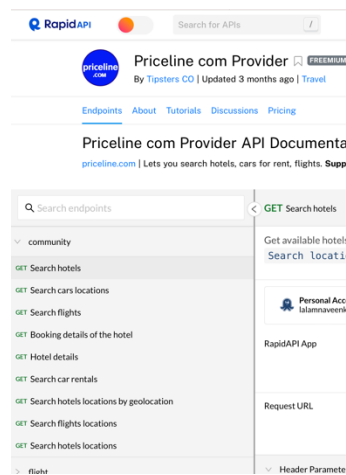 Rapid API
Search for APIs
/
priceline
.COM
Priceline com Provider
FREEMIUM
By Tipsters CO | Updated 3 months ago | Travel
Endpoints About Tutorials Discussions Pricing
Priceline com Provider API Documenta
priceline.com | Lets you search hotels, cars for rent, flights. Supp
Search endpoints
< GET Search hotels
community
Get available hotels
Search locati
GET Search hotels
GET Search cars locations
GET Search flights
GET Booking details of the hotel
GET Hotel details
GET Search car rentals
GET Search hotels locations by geolocation
GET Search flights locations
GET Search hotels locations
flight
Personal Acc
lalamnaveenk
RapidAPI App
Request URL
Header Paramete